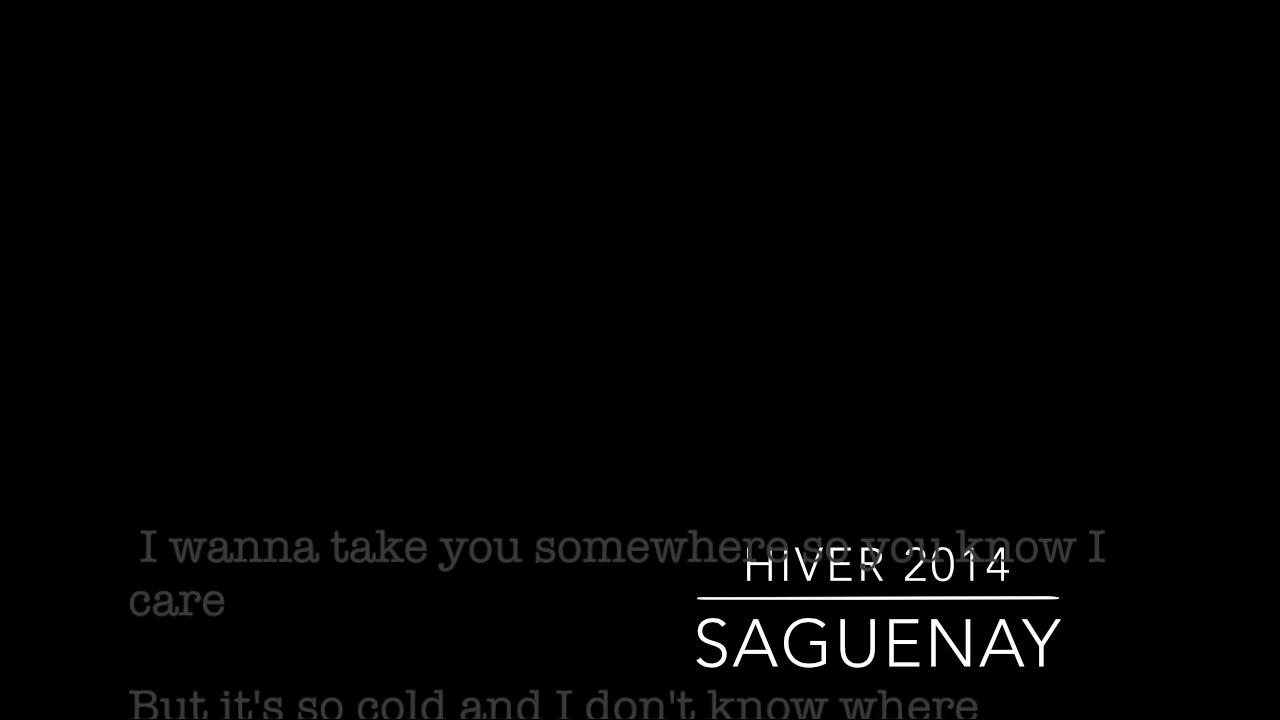 I wanna take you somewhere so you know I
care
HIVER 2014
SAGUENAY
But it's so cold and I don't know where